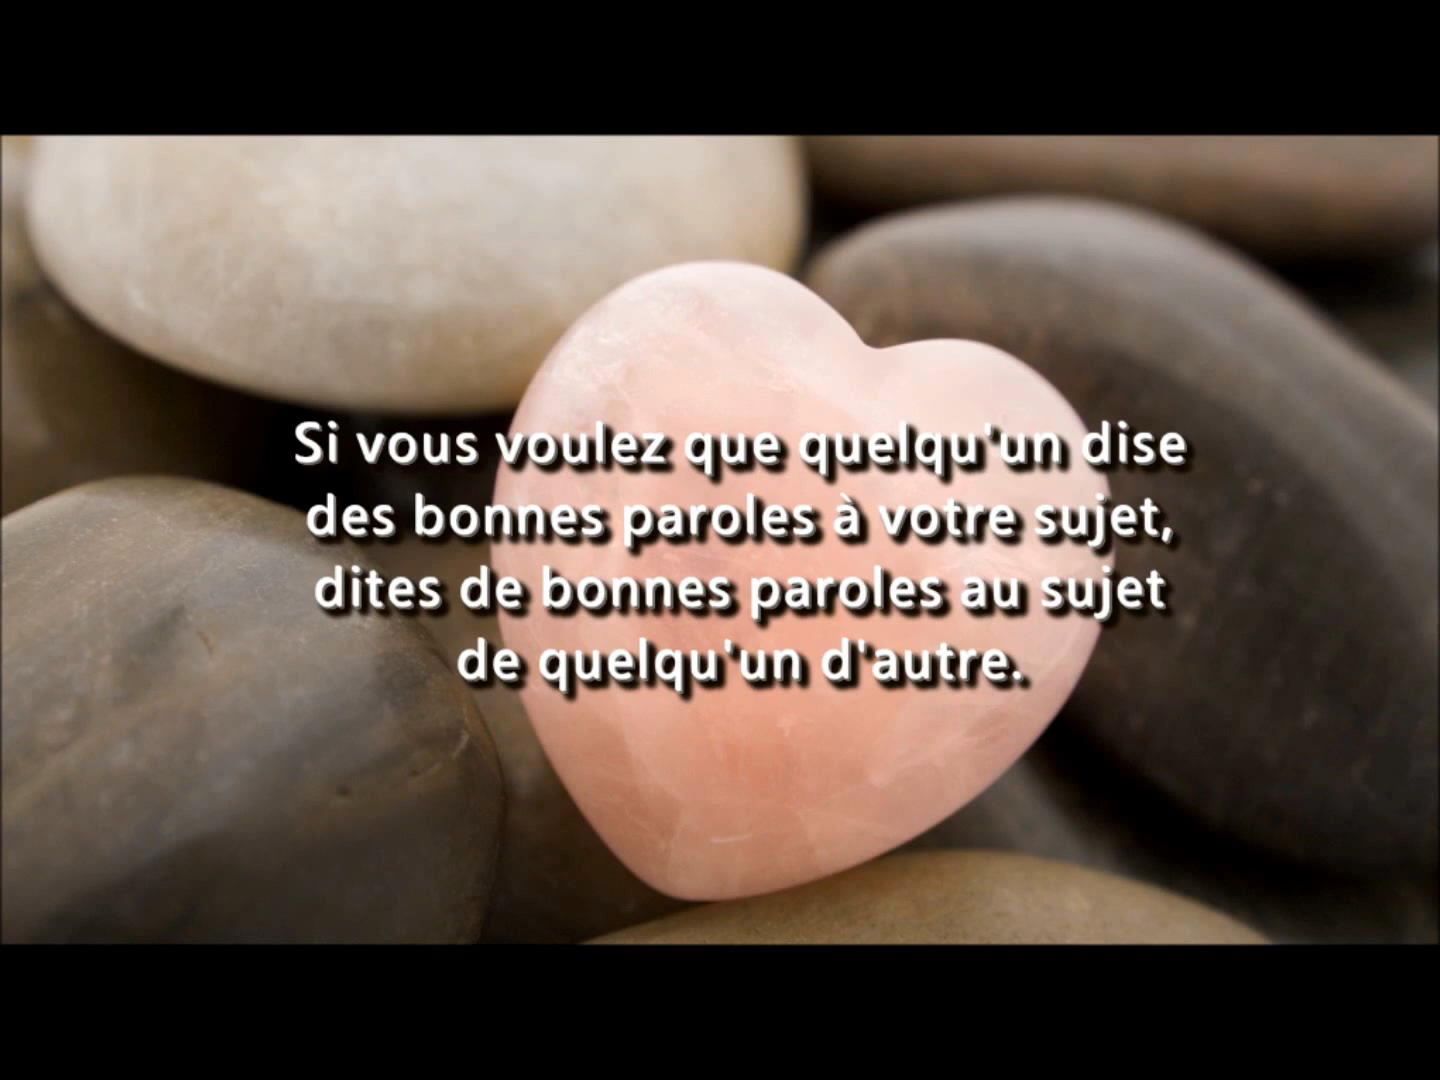 Si vous voulez que quelqu'un dise
des bonnes paroles à votre sujet,
dites de bonnes paroles au sujet
de quelqu'un d'autre.